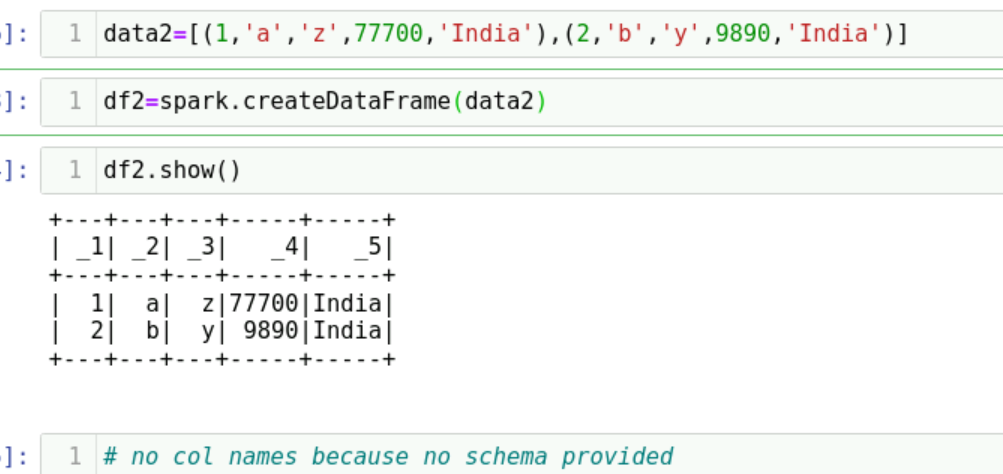 ]: 1 data2=[(1,'a','z',77700,'India'),(2,'b','y',9890,'India')]
]: 1 df2=spark.createDataFrame(data2)
]: 1 df2.show()
+---+---+---+-----+-----+
| _1| _2| _3|   _4|   _5|
+---+---+---+-----+-----+
|  1|  a|  z|77700|India|
|  2|  b|  y| 9890|India|
+---+---+---+-----+-----+
]: 1 # no col names because no schema provided